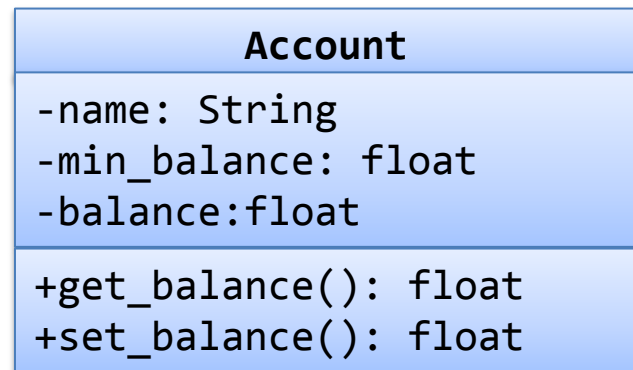 Account
-name: String
-min_balance: float
-balance:float
+get_balance(): float
+set_balance(): float